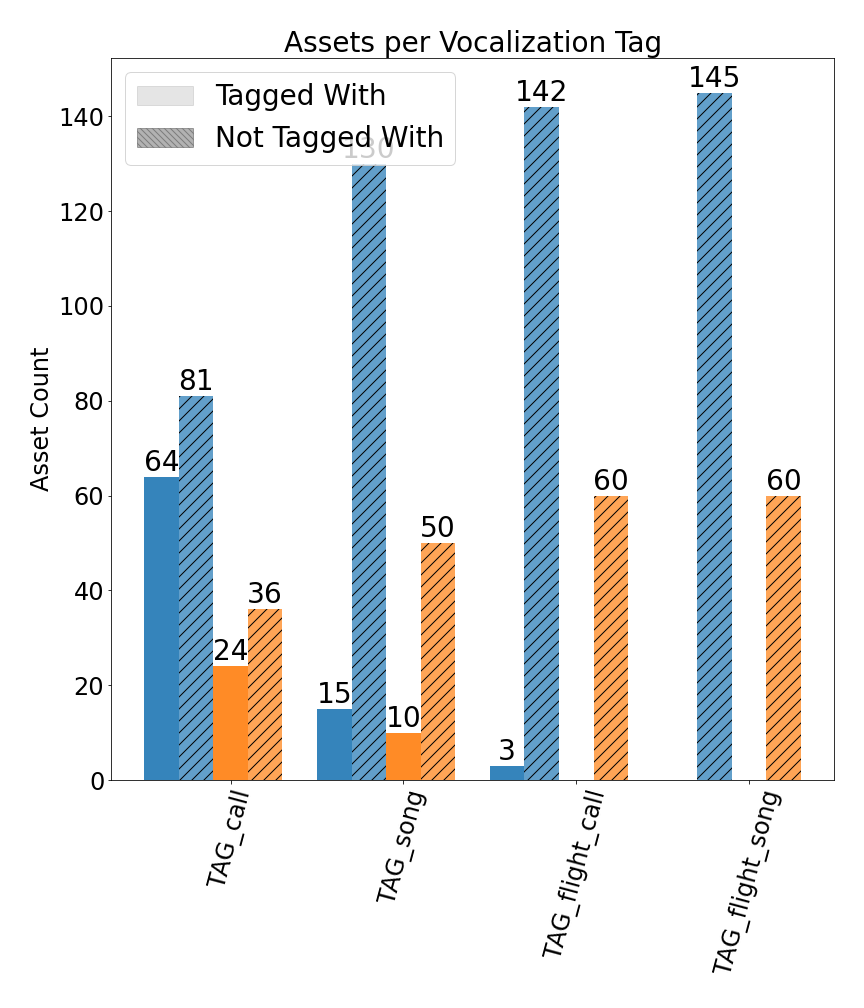 Assets per Vocalization Tag
Tagged With
Not Tagged With
Asset Count
140
120
100
80
60
40
20
0
64
81
24
36
15
130
10
50
3
142
60
145
60
TAG_call
TAG_song
TAG_flight_call
TAG_flight_song